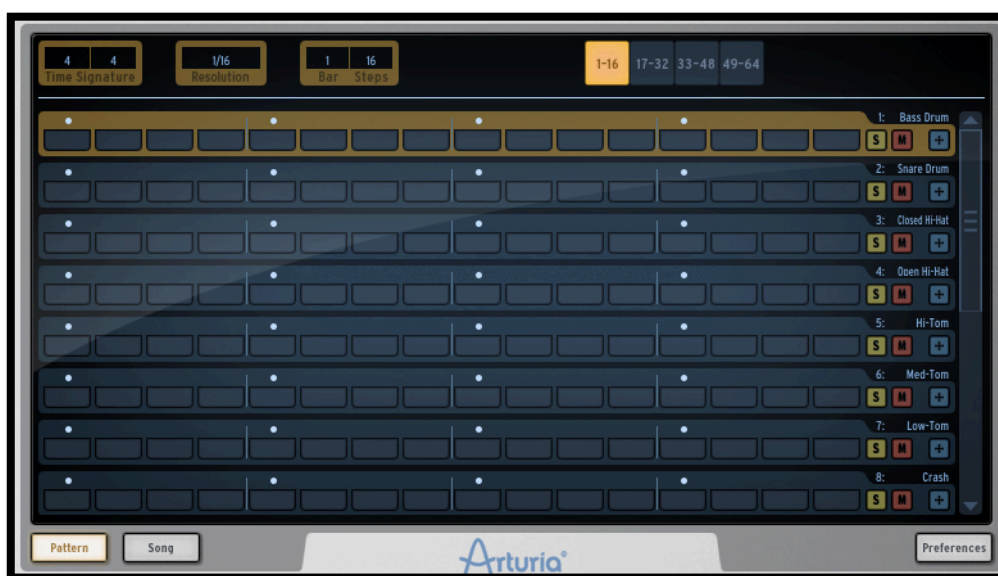 4 4
Time Signature
1/16
Resolution
1 16
Bar Steps
1-16 17-32 33-48 49-64
1: Bass Drum
S M +
2: Snare Drum
S M +
3: Closed Hi-Hat
S M +
4: Open Hi-Hat
S M +
5: Hi-Tom
S M +
6: Med-Tom
S M +
7: Low-Tom
S M +
8: Crash
S M +
Pattern Song Arturia® Preferences